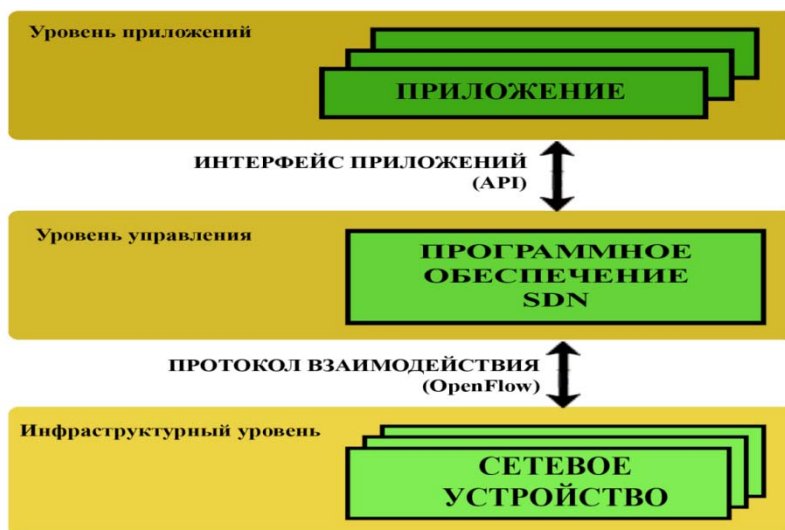 Уровень приложений
ПРИЛОЖЕНИЕ
ИНТЕРФЕЙС ПРИЛОЖЕНИЙ
(API)
Уровень управления
ПРОГРАММНОЕ
ОБЕСПЕЧЕНИЕ
SDN
ПРОТОКОЛ ВЗАИМОДЕЙСТВИЯ
(OpenFlow)
Инфраструктурный уровень
СЕТЕВОЕ
УСТРОЙСТВО